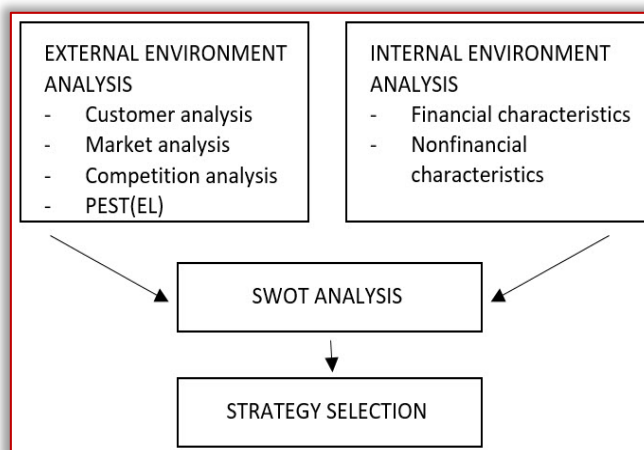 EXTERNAL ENVIRONMENT
ANALYSIS
- Customer analysis
- Market analysis
- Competition analysis
- PEST(EL)
INTERNAL ENVIRONMENT
ANALYSIS
- Financial characteristics
- Nonfinancial
characteristics
SWOT ANALYSIS
STRATEGY SELECTION